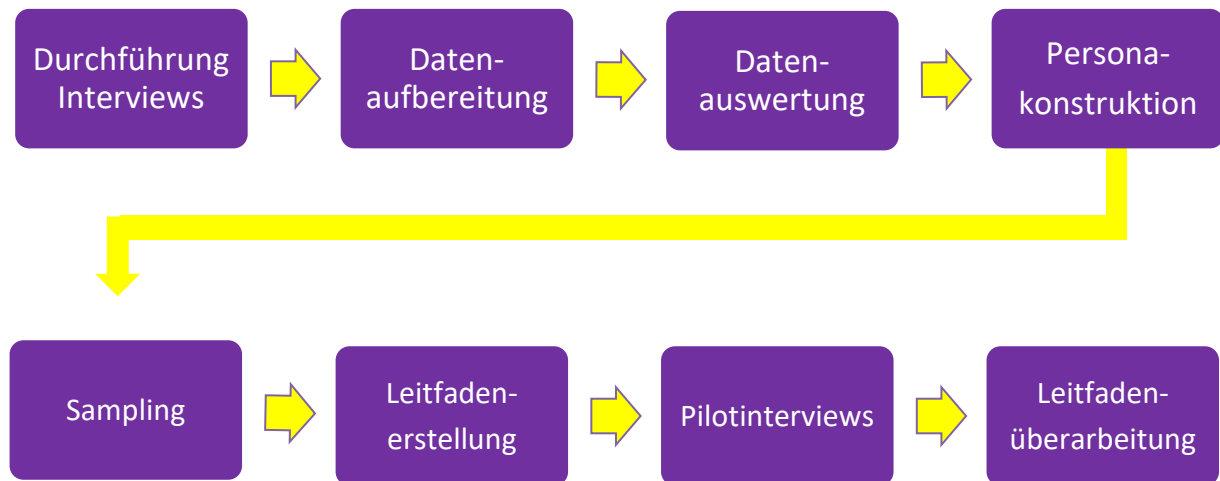 Durchführung
Interviews
Daten-
aufbereitung
Daten-
auswertung
Persona-
konstruktion
Sampling
Leitfaden-
erstellung
Pilotinterviews
Leitfaden-
überarbeitung